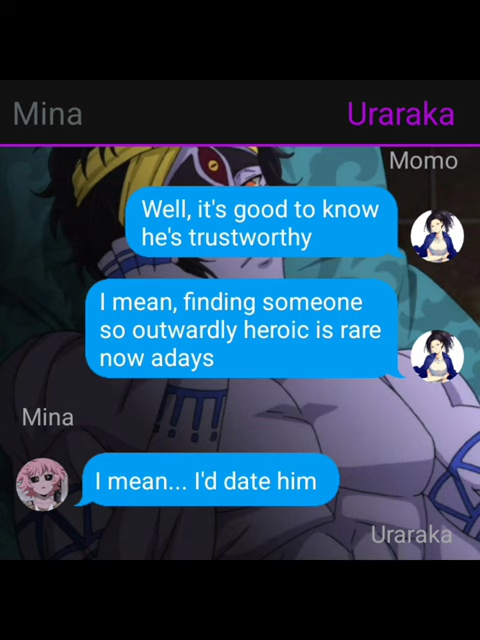 Mina
Uraraka
Momo
Well, it's good to know
he's trustworthy
I mean, finding someone
so outwardly heroic is rare
now adays
Mina
I mean... I'd date him
Uraraka